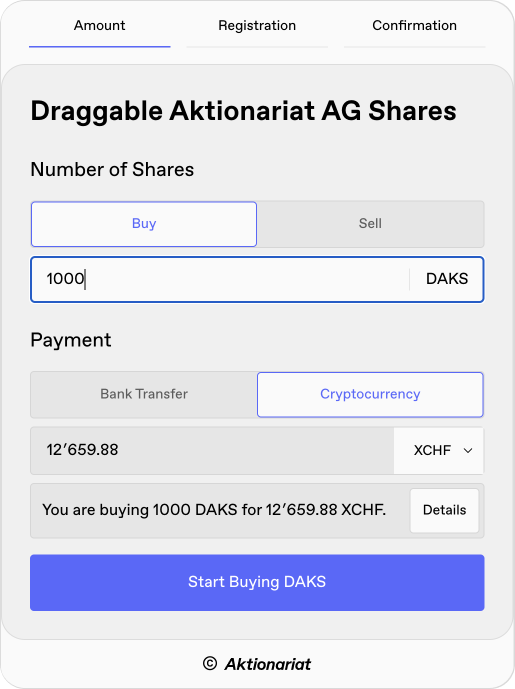 Amount Registration Confirmation
Draggable Aktionariat AG Shares
Number of Shares
Buy Sell
1000 DAKS
Payment
Bank Transfer Cryptocurrency
12’659.88 XCHF
You are buying 1000 DAKS for 12’659.88 XCHF. Details
Start Buying DAKS
© Aktionariat